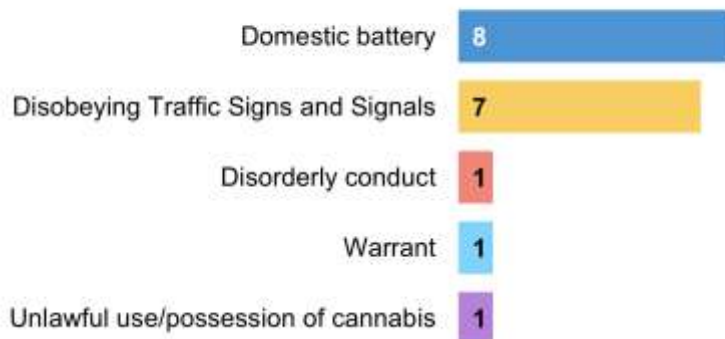 Domestic battery 8
Disobeying Traffic Signs and Signals 7
Disorderly conduct 1
Warrant 1
Unlawful use/possession of cannabis 1